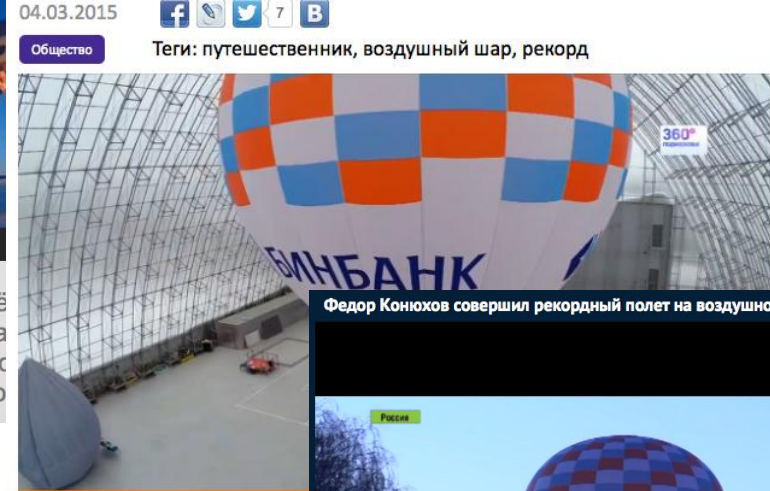 04.03.2015
7
Общество
Теги: путешественник, воздушный шар, рекорд
360°
БИНБАНК
Федор Конюхов совершил рекордный полет на воздушно
Россия